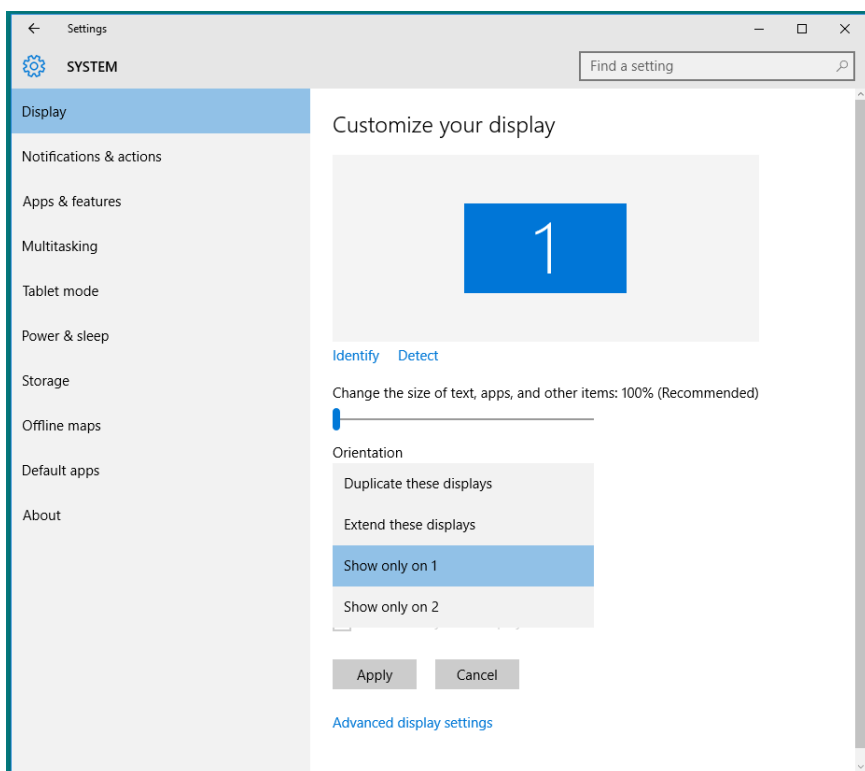 Settings
SYSTEM
Find a setting
Display
Notifications & actions
Apps & features
Multitasking
Tablet mode
Power & sleep
Storage
Offline maps
Default apps
About
Customize your display
1
Identify Detect
Change the size of text, apps, and other items: 100% (Recommended)
Orientation
Duplicate these displays
Extend these displays
Show only on 1
Show only on 2
Apply Cancel
Advanced display settings